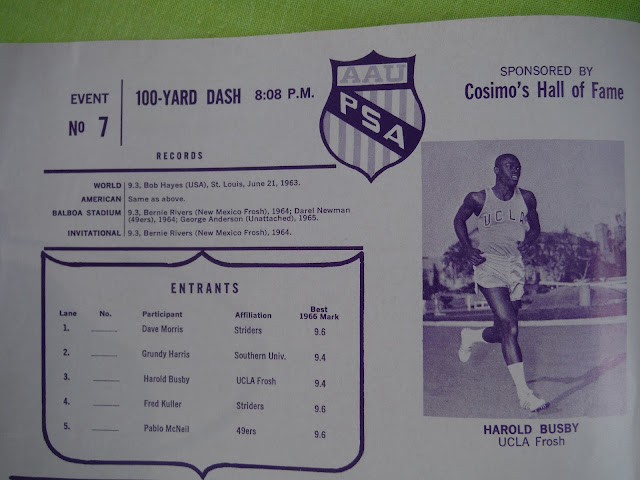 EVENT
No 7
100-YARD DASH 8:08 P.M.
AAU
PSA
SPONSORED BY
Cosimo's Hall of Fame
RECORDS
WORLD 9.3, Bob Hayes (USA), St. Louis, June 21, 1963.
AMERICAN Same as above.
BALBOA STADIUM 9.3, Bernie Rivers (New Mexico Frosh), 1964; Darel Newman
(49ers), 1964; George Anderson (Unattached), 1965.
INVITATIONAL 9.3, Bernie Rivers (New Mexico Frosh), 1964.
ENTRANTS
Lane No. Participant Affiliation Best
1966 Mark
1. Dave Morris Striders 9.6
2. Grundy Harris Southern Univ. 9.4
3. Harold Busby UCLA Frosh 9.4
4. Fred Kuller Striders 9.6
5. Pablo McNeil 49ers 9.6
UCLA
HAROLD BUSBY
UCLA Frosh